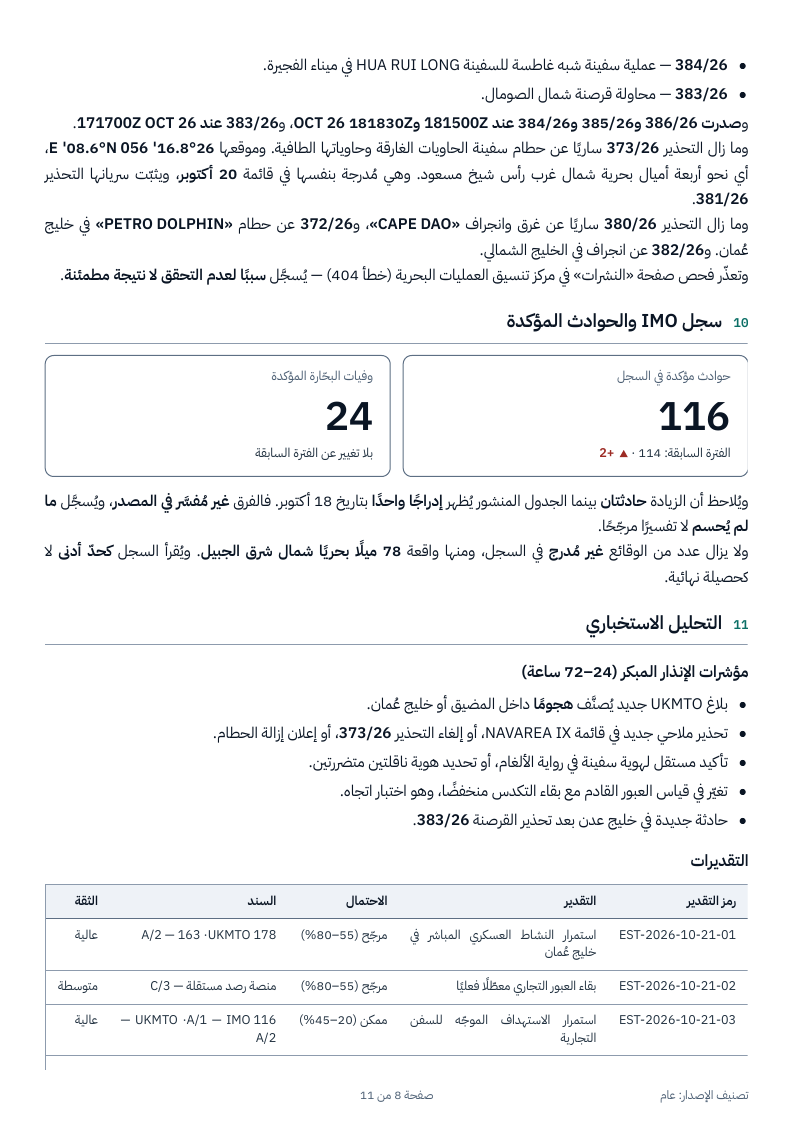 • 384/26 — عملية سفينة شبه غاطسة للسفينة HUA RUI LONG في ميناء الفجيرة.
• 383/26 — محاولة قرصنة شمال الصومال.
وصدرت 386/26 و385/26 و384/26 عند 181500Z و181830Z OCT 26، و383/26 عند 171700Z OCT 26.
وما زال التحذير 373/26 ساريًا عن حطام سفينة الحاويات الغارقة وحاوياتها الطافية. وموقعها 26°16.8' N 056°08.6' E،
أي نحو أربعة أميال بحرية شمال غرب رأس شيخ مسعود. وهي مُدرجة بنفسها في قائمة 20 أكتوبر، ويثبّت سريانها التحذير
381/26.
وما زال التحذير 380/26 ساريًا عن غرق وانجراف «CAPE DAO»، و372/26 عن حطام «PETRO DOLPHIN» في خليج
عُمان. و382/26 عن انجراف في الخليج الشمالي.
وتعذّر فحص صفحة «النشرات» في مركز تنسيق العمليات البحرية (خطأ 404) — يُسجَّل سببًا لعدم التحقق لا نتيجة مطمئنة.
10 سجل IMO والحوادث المؤكدة
حوادث مؤكدة في السجل
116
الفترة السابقة: 114 · ▲ +2
وفيات البحّارة المؤكدة
24
بلا تغيير عن الفترة السابقة
ويُلاحظ أن الزيادة حادثتان بينما الجدول المنشور يُظهر إدراجًا واحدًا بتاريخ 18 أكتوبر. فالفرق غير مُفسَّر في المصدر، ويُسجَّل ما
لم يُحسم لا تفسيرًا مرجّحًا.
ولا يزال عدد من الوقائع غير مُدرج في السجل، ومنها واقعة 78 ميلًا بحريًا شمال شرق الجبيل. ويُقرأ السجل كحدّ أدنى لا
كحصيلة نهائية.
11 التحليل الاستخباري
مؤشرات الإنذار المبكر (24–72 ساعة)
• بلاغ UKMTO جديد يُصنَّف هجومًا داخل المضيق أو خليج عُمان.
• تحذير ملاحي جديد في قائمة NAVAREA IX، أو إلغاء التحذير 373/26، أو إعلان إزالة الحطام.
• تأكيد مستقل لهوية سفينة في رواية الألغام، أو تحديد هوية ناقلتين متضررتين.
• تغيّر في قياس العبور القادم مع بقاء التكدس منخفضًا، وهو اختبار اتجاه.
• حادثة جديدة في خليج عدن بعد تحذير القرصنة 383/26.
التقديرات
رمز التقدير التقدير الاحتمال السند الثقة
EST-2026-10-21-01 استمرار النشاط العسكري المباشر في خليج عُمان مرجّح (55–80%) UKMTO 178· 163 — A/2 عالية
EST-2026-10-21-02 بقاء العبور التجاري معطّلًا فعليًا مرجّح (55–80%) منصة رصد مستقلة — C/3 متوسطة
EST-2026-10-21-03 استمرار الاستهداف الموجّه للسفن التجارية ممكن (20–45%) IMO 116 — A/1· UKMTO — A/2 عالية
تصنيف الإصدار: عام
صفحة 8 من 11